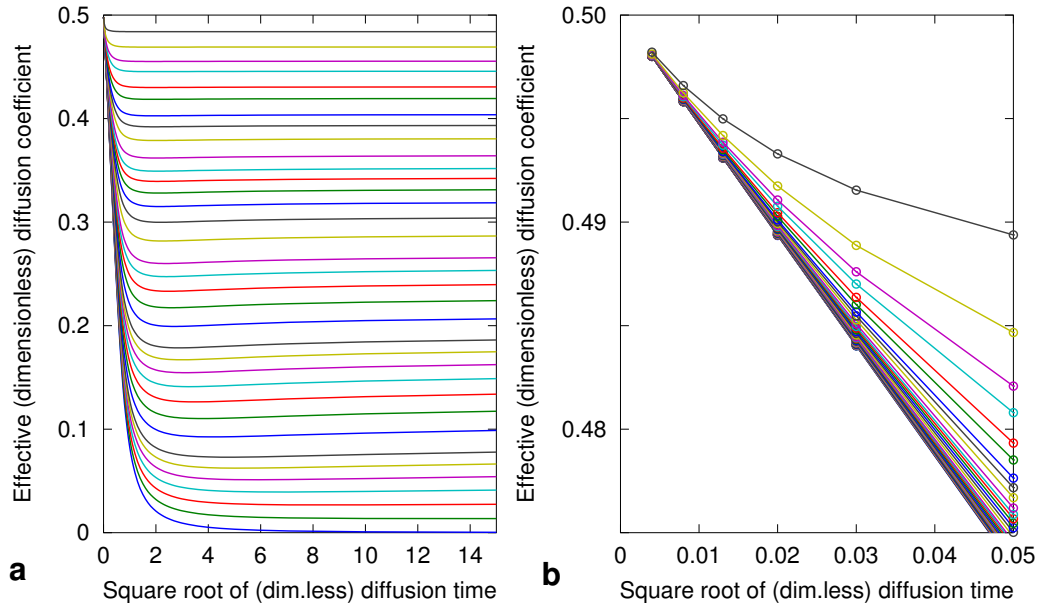 Effective (dimensionless) diffusion coefficient
0.5
0.4
0.3
0.2
0.1
0
0 2 4 6 8 10 12 14
Square root of (dim.less) diffusion time
a
Effective (dimensionless) diffusion coefficient
0.50
0.49
0.48
0 0.01 0.02 0.03 0.04 0.05
Square root of (dim.less) diffusion time
b